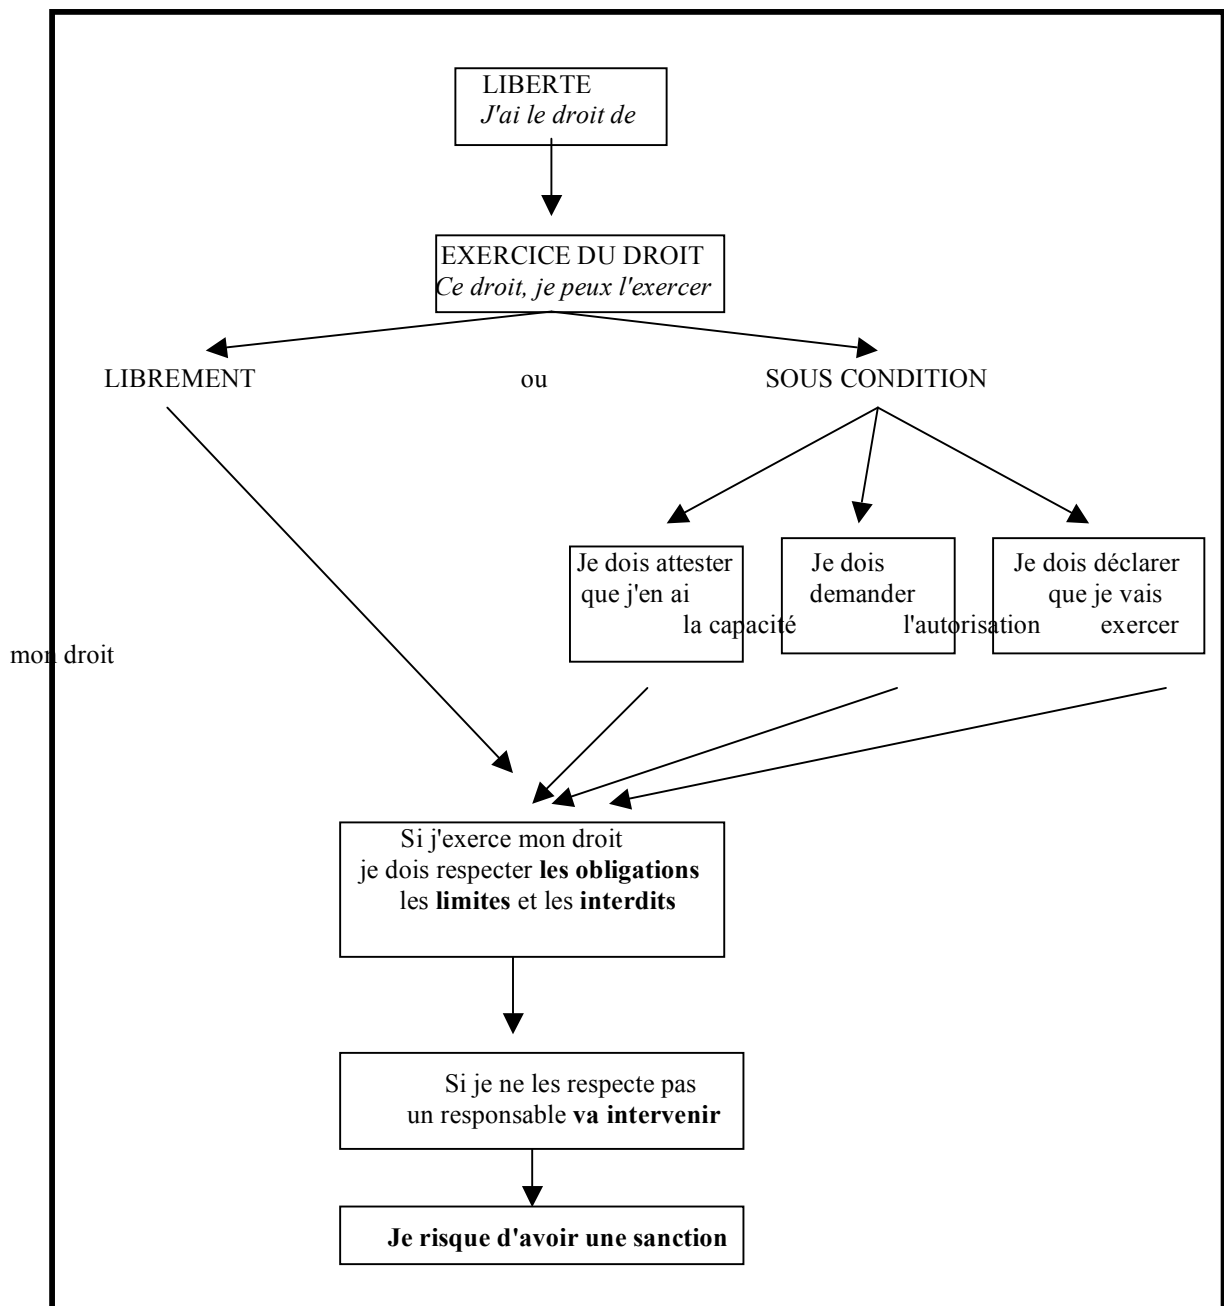 LIBERTE
J'ai le droit de
EXERCICE DU DROIT
Ce droit, je peux l'exercer
LIBREMENT ou SOUS CONDITION
Je dois attester Je dois Je dois déclarer
que j'en ai demander que je vais
la capacité l'autorisation exercer
mon droit
Si j'exerce mon droit
je dois respecter les obligations
les limites et les interdits
Si je ne les respecte pas
un responsable va intervenir
Je risque d'avoir une sanction